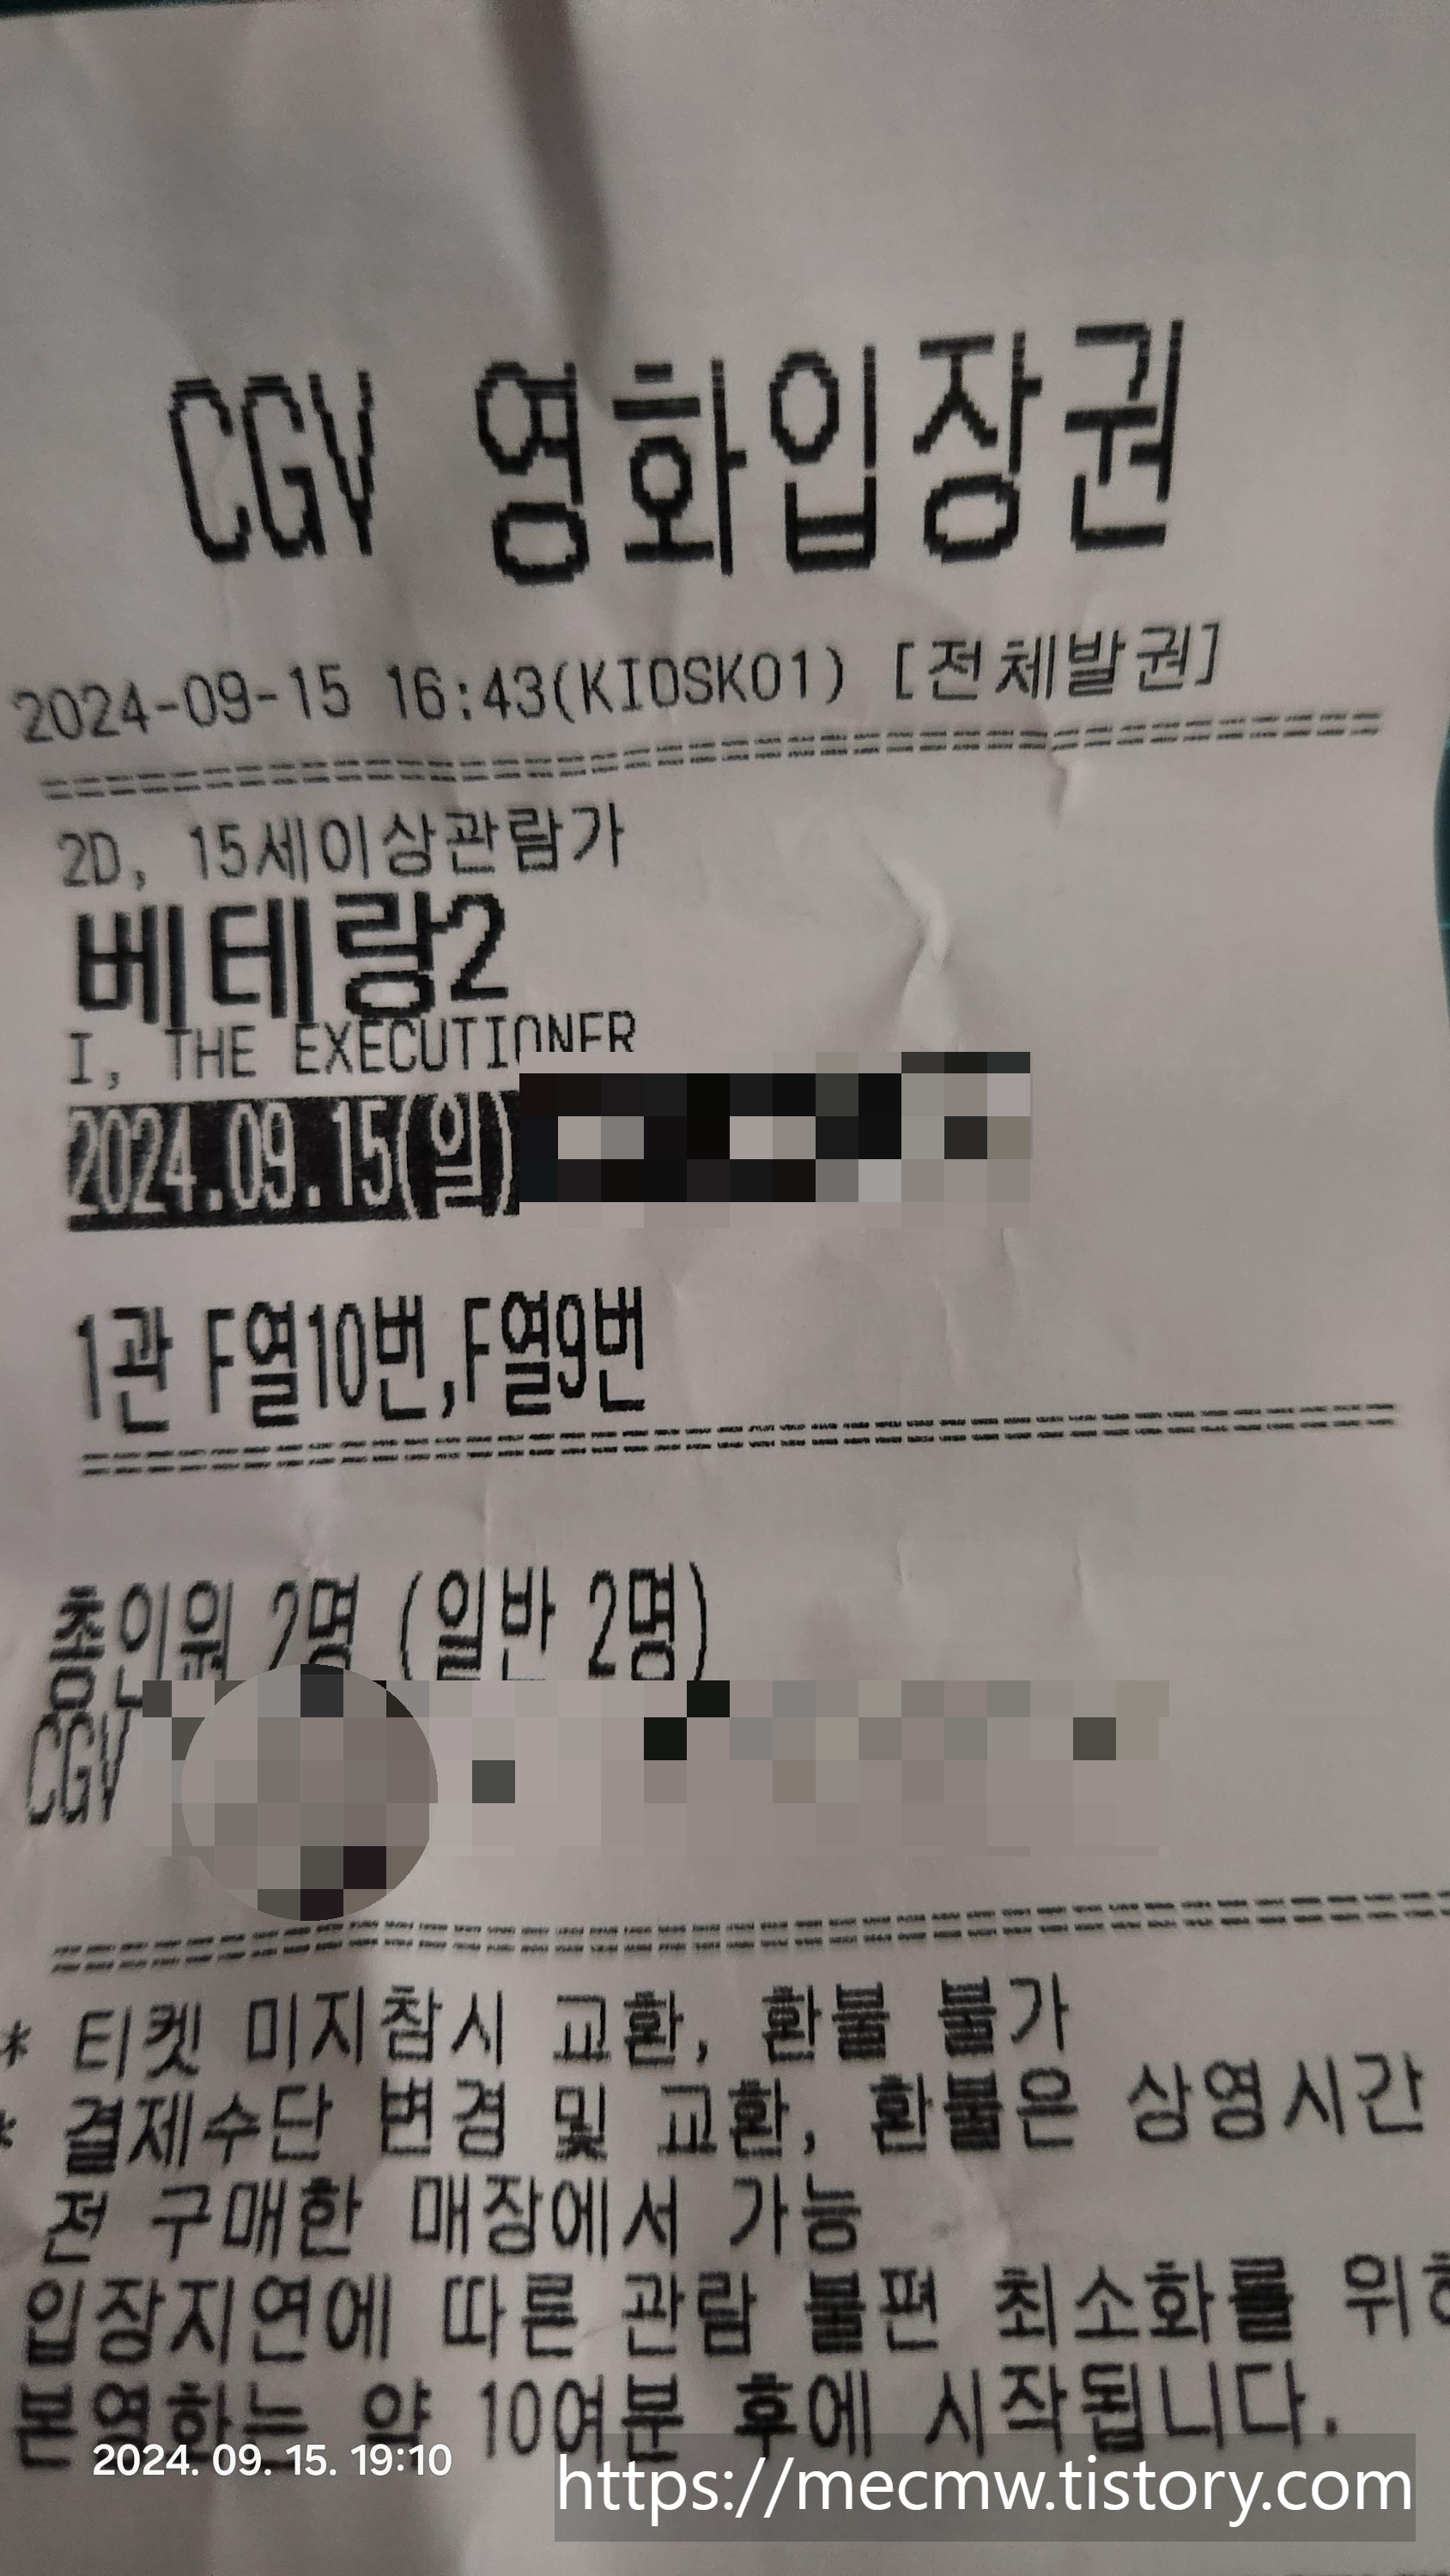 CGV 영화입장권
2024-09-15 16:43(KIOSK01) [전체발권]
2D, 15세이상관람가
베테랑2
I, THE EXECUTIONER
2024.09.15(일)
1관 F열10번,F열9번
총인원 2명 (일반 2명)
CGV
* 티켓 미지참시 교환, 환불 불가
* 결제수단 변경 및 교환, 환불은 상영시간
전 구매한 매장에서 가능
입장지연에 따른 관람 불편 최소화를 위해
본영화는 약 10여분 후에 시작됩니다.
2024. 09. 15. 19:10
https://mecmw.tistory.com